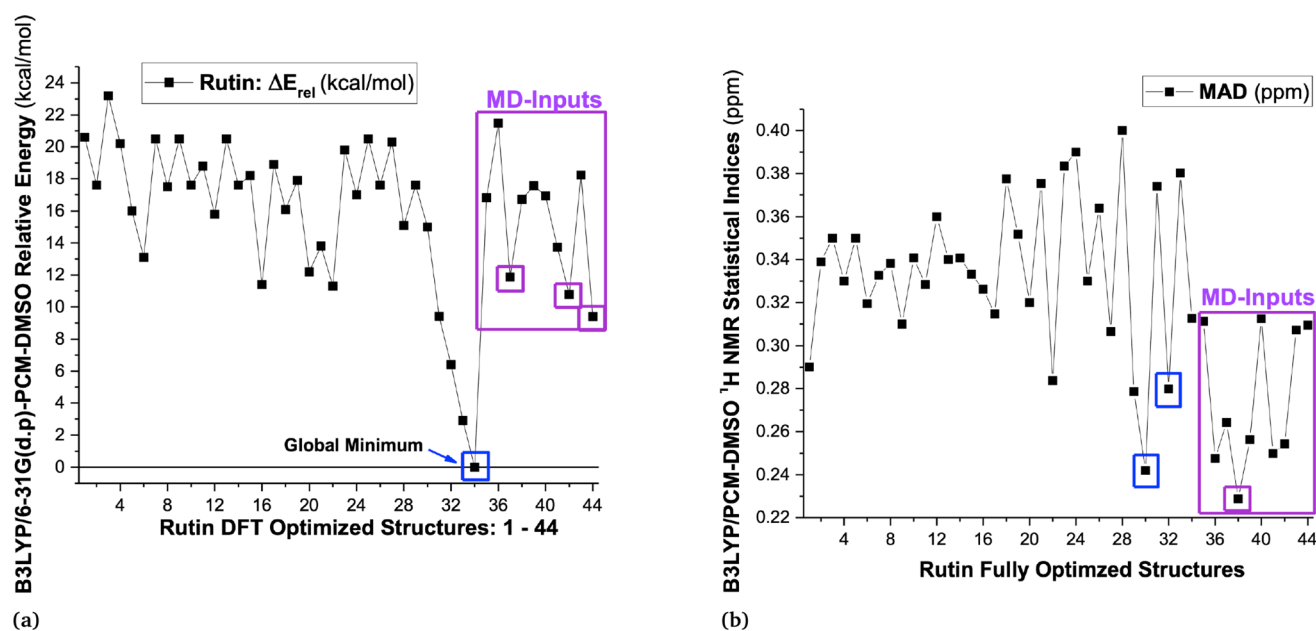 B3LYP/6-31G(d.p)-PCM-DMSO Relative Energy (kcal/mol)
24
22
20
18
16
14
12
10
8
6
4
2
0
Rutin: ΔErel (kcal/mol)
MD-Inputs
Global Minimum
4 8 12 16 20 24 28 32 36 40 44
Rutin DFT Optimized Structures: 1 - 44
(a)
B3LYP/PCM-DMSO ¹H NMR Statistical Indices (ppm)
0.40
0.38
0.36
0.34
0.32
0.30
0.28
0.26
0.24
0.22
MAD (ppm)
MD-Inputs
4 8 12 16 20 24 28 32 36 40 44
Rutin Fully Optimzed Structures
(b)